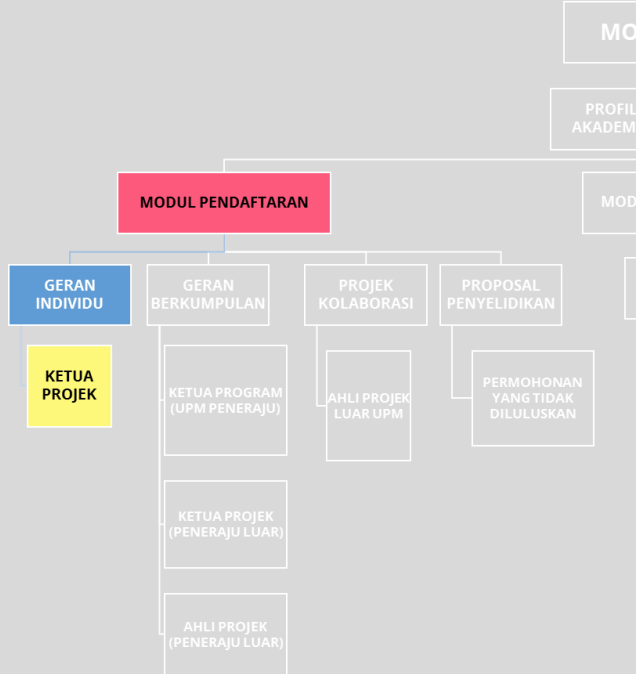 MO
PROFIL
AKADEM
MODUL PENDAFTARAN
MOD
GERAN
INDIVIDU
GERAN
BERKUMPULAN
PROJEK
KOLABORASI
PROPOSAL
PENYELIDIKAN
KETUA
PROJEK
KETUA PROGRAM
(UPM PENERAJU)
AHLI PROJEK
LUAR UPM
PERMOHONAN
YANG TIDAK
DILULUSKAN
KETUA PROJEK
(PENERAJU LUAR)
AHLI PROJEK
(PENERAJU LUAR)